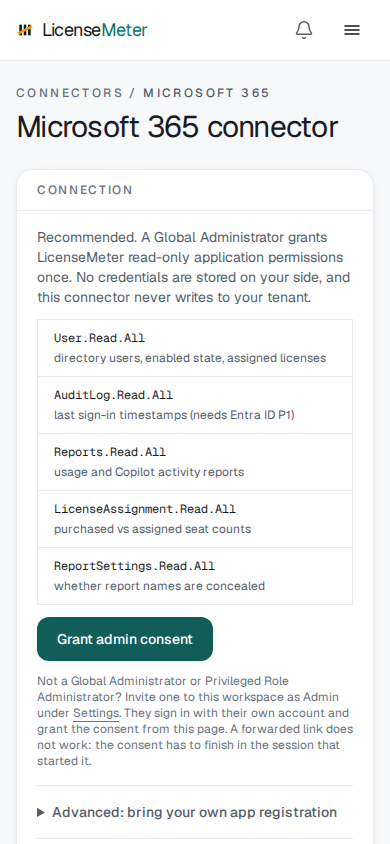 LicenseMeter
CONNECTORS / MICROSOFT 365
Microsoft 365 connector
CONNECTION
Recommended. A Global Administrator grants
LicenseMeter read-only application permissions
once. No credentials are stored on your side, and
this connector never writes to your tenant.
User.Read.All
directory users, enabled state, assigned licenses
AuditLog.Read.All
last sign-in timestamps (needs Entra ID P1)
Reports.Read.All
usage and Copilot activity reports
LicenseAssignment.Read.All
purchased vs assigned seat counts
ReportSettings.Read.All
whether report names are concealed
Grant admin consent
Not a Global Administrator or Privileged Role
Administrator? Invite one to this workspace as Admin
under Settings. They sign in with their own account and
grant the consent from this page. A forwarded link does
not work: the consent has to finish in the session that
started it.
Advanced: bring your own app registration